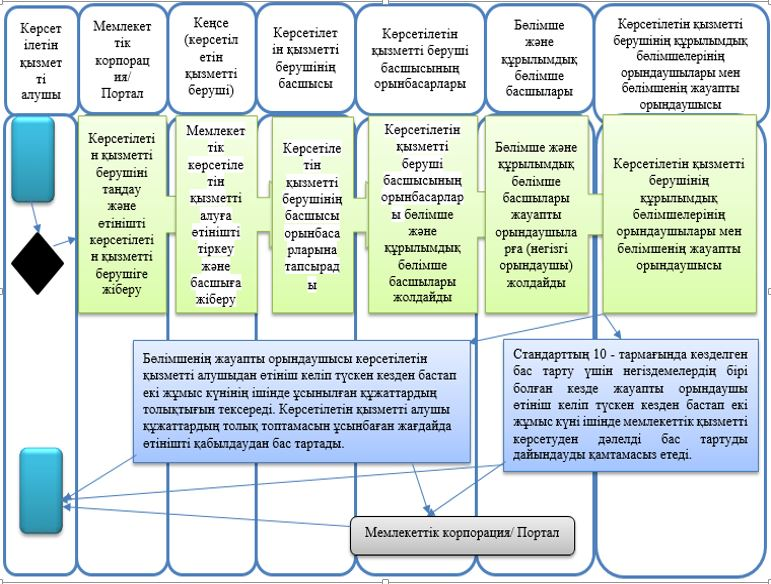 Көрсет
ілетін
қызмет
ті
алушы
Мемлекет
тік
корпорац
ия/
Портал
Кеңсе
(көрсетіл
етін
қызметті
беруші)
Көрсетілет
ін қызметті
берушінің
басшысы
Көрсетілетін
қызметті беруші
басшысының
орынбасарлары
Бөлімше
және
құрылымдық
бөлімше
басшылары
Көрсетілетін қызметті
берушінің құрылымдық
бөлімшелерінің
орындаушылары мен
бөлімшенің жауапты
орындаушысы
Көрсетілеті
н қызметті
берушіні
таңдау
және
өтінішті
көрсетілеті
н қызметті
берушіге
жіберу
Мемлекет
тік
көрсетіле
тін
қызметті
алуға
өтінішті
тіркеу
және
басшыға
жіберу
Көрсетіле
тін
қызметті
берушінің
басшысы
орынбаса
рларына
тапсырад
ы
Көрсетілетін
қызметті
беруші
басшысының
орынбасарлар
ы бөлімше
және
құрылымдық
бөлімше
басшылары
жолдайды
Бөлімше және
құрылымдық
бөлімше
басшылары
жауапты
орындаушыла
рға (негізгі
орындаушы)
жолдайды
Көрсетілетін қызметті
берушінің
құрылымдық
бөлімшелерінің
орындаушылары мен
бөлімшенің жауапты
орындаушысы
Бөлімшенің жауапты орындаушысы көрсетілетін
қызметті алушыдан өтініш келіп түскен кезден бастап
екі жұмыс күнінің ішінде ұсынылған құжаттардың
толықтығын тексереді. Көрсетілетін қызметті алушы
құжаттардың толық топтамасын ұсынбаған жағдайда
өтінішті қабылдаудан бас тартады.
Стандарттың 10 - тармағында көзделген
бас тарту үшін негіздемелердің бірі
болған кезде жауапты орындаушы
өтініш келіп түскен кезден бастап екі
жұмыс күні ішінде мемлекеттік қызметті
көрсетуден дәлелді бас тартуды
дайындауды қамтамасыз етеді.
Мемлекеттік корпорация/ Портал